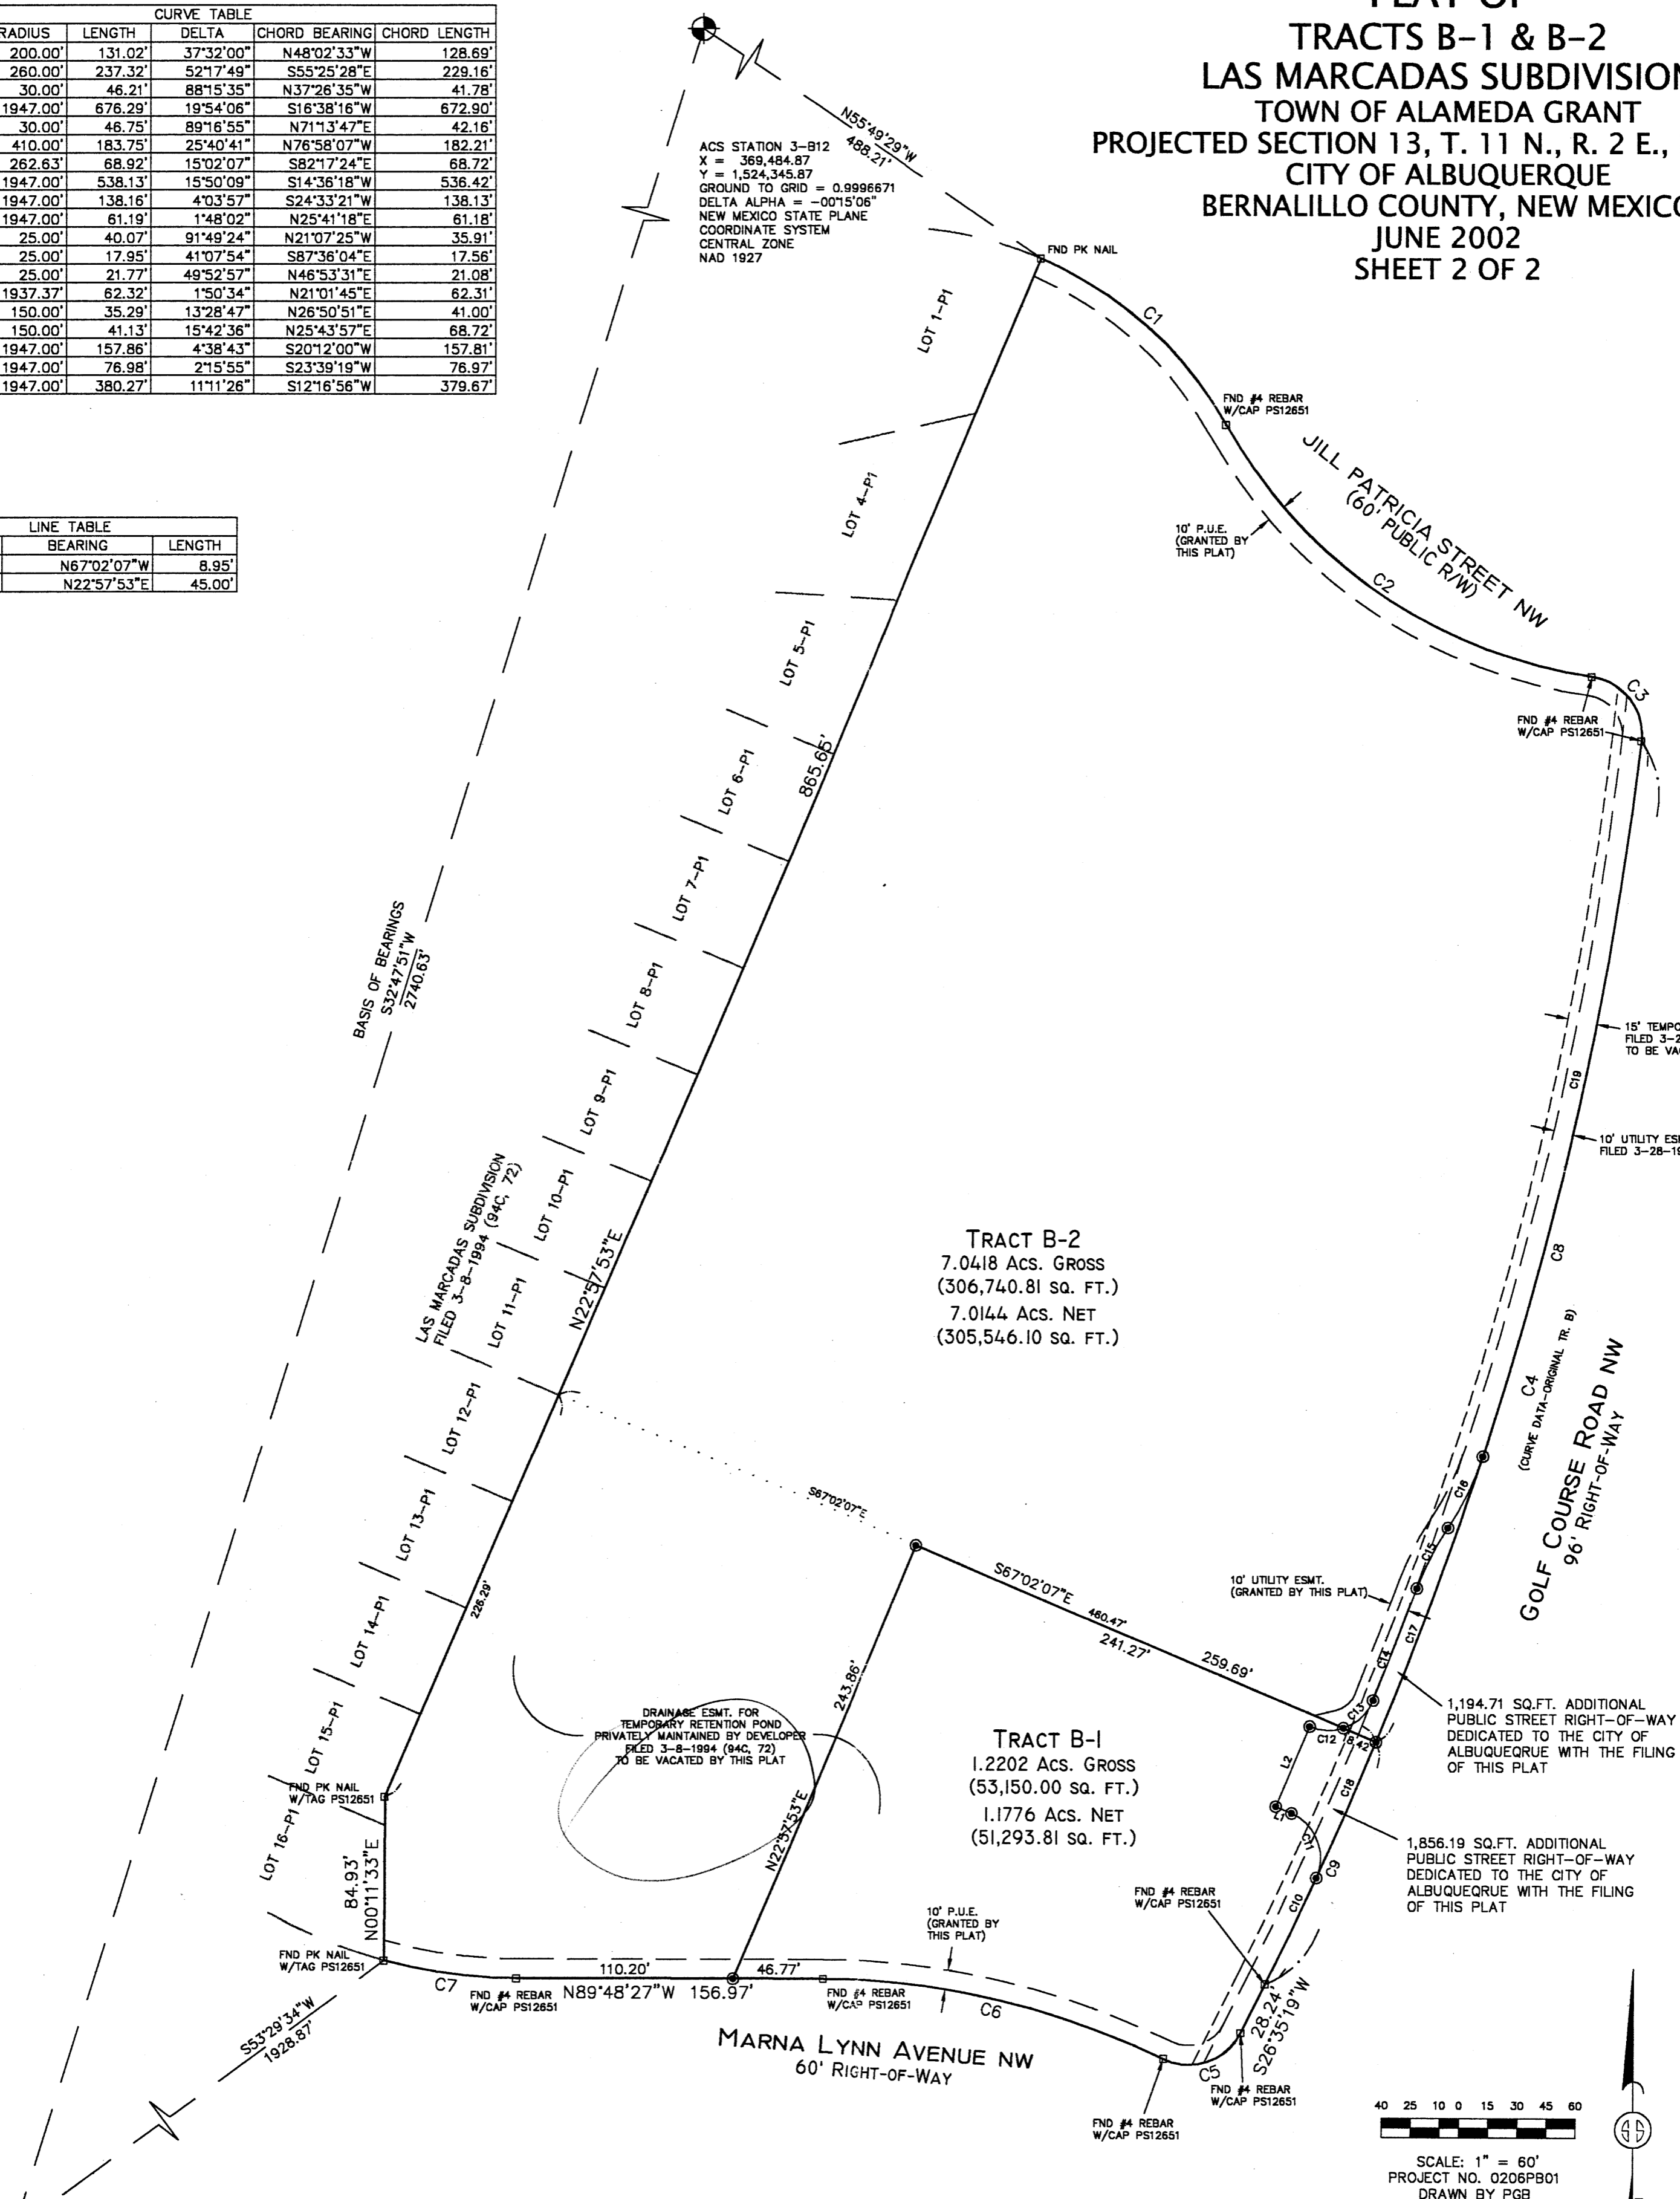 CURVE TABLE
RADIUS LENGTH DELTA CHORD BEARING CHORD LENGTH
200.00' 131.02' 37°32'00" N48°02'33"W 128.69'
260.00' 237.32' 52°17'49" S55°25'28"E 229.16'
30.00' 46.21' 88°15'35" N37°26'35"W 41.78'
1947.00' 676.29' 19°54'06" S16°38'16"W 672.90'
30.00' 46.75' 89°16'55" N71°13'47"E 42.16'
410.00' 183.75' 25°40'41" N76°58'07"W 182.21'
262.63' 68.92' 15°02'07" S82°17'24"E 68.72'
1947.00' 538.13' 15°50'09" S14°36'18"W 536.42'
1947.00' 138.16' 4°03'57" S24°33'21"W 138.13'
1947.00' 61.19' 1°48'02" N25°41'18"E 61.18'
25.00' 40.07' 91°49'24" N21°07'25"W 35.91'
25.00' 17.95' 41°07'54" S87°36'04"E 17.56'
25.00' 21.77' 49°52'57" N46°53'31"E 21.08'
1937.37' 62.32' 1°50'34" N21°01'45"E 62.31'
150.00' 35.29' 13°28'47" N26°50'51"E 41.00'
150.00' 41.13' 15°42'36" N25°43'57"E 68.72'
1947.00' 157.86' 4°38'43" S20°12'00"W 157.81'
1947.00' 76.98' 2°15'55" S23°39'19"W 76.97'
1947.00' 380.27' 11°11'26" S12°16'56"W 379.67'
LINE TABLE
BEARING LENGTH
N67°02'07"W 8.95'
N22°57'53"E 45.00'
PLAT OF
TRACTS B-1 & B-2
LAS MARCADAS SUBDIVISION
TOWN OF ALAMEDA GRANT
PROJECTED SECTION 13, T. 11 N., R. 2 E.,
CITY OF ALBUQUERQUE
BERNALILLO COUNTY, NEW MEXICO
JUNE 2002
SHEET 2 OF 2
N55°49'29"W
488.21'
ACS STATION 3-B12
X = 369,484.87
Y = 1,524,345.87
GROUND TO GRID = 0.9996671
DELTA ALPHA = -00°15'06"
NEW MEXICO STATE PLANE
COORDINATE SYSTEM
CENTRAL ZONE
NAD 1927
FND PK NAIL
C1
LOT 1-P1
FND #4 REBAR
W/CAP PS12651
JILL PATRICIA STREET NW
(60' PUBLIC R/W)
LOT 4-P1
10' P.U.E.
(GRANTED BY
THIS PLAT)
C2
LOT 5-P1
C3
FND #4 REBAR
W/CAP PS12651
LOT 6-P1
865.65'
LOT 7-P1
BASIS OF BEARINGS
S32°47'51"W
2740.63'
LOT 8-P1
15' TEMPO
FILED 3-2
TO BE VA
C19
LOT 9-P1
10' UTILITY ES
FILED 3-28-19
LAS MARCADAS SUBDIVISION
FILED 3-8-1994 (94C, 72)
LOT 10-P1
N22°57'53"E
C8
TRACT B-2
7.0418 ACS. GROSS
(306,740.81 SQ. FT.)
7.0144 ACS. NET
(305,546.10 SQ. FT.)
LOT 11-P1
C4
(CURVE DATA-ORIGINAL TR. B)
GOLF COURSE ROAD NW
96' RIGHT-OF-WAY
LOT 12-P1
C16
S67°02'07"E
LOT 13-P1
C15
S67°02'07"E
460.47'
241.27'
259.69'
10' UTILITY ESMT.
(GRANTED BY THIS PLAT)
226.29'
LOT 14-P1
C17
C14
243.86'
DRAINAGE ESMT. FOR
TEMPORARY RETENTION POND
PRIVATELY MAINTAINED BY DEVELOPER
FILED 3-8-1994 (94C, 72)
TO BE VACATED BY THIS PLAT
C13
C12
18.42'
1,194.71 SQ.FT. ADDITIONAL
PUBLIC STREET RIGHT-OF-WAY
DEDICATED TO THE CITY OF
ALBUQUEQRUE WITH THE FILING
OF THIS PLAT
LOT 15-P1
TRACT B-1
1.2202 ACS. GROSS
(53,150.00 SQ. FT.)
1.1776 ACS. NET
(51,293.81 SQ. FT.)
L2
C18
L1
C11
FND PK NAIL
W/TAG PS12651
LOT 16-P1
N22°57'53"E
1,856.19 SQ.FT. ADDITIONAL
PUBLIC STREET RIGHT-OF-WAY
DEDICATED TO THE CITY OF
ALBUQUEQRUE WITH THE FILING
OF THIS PLAT
C9
C10
84.93'
N00°11'33"E
FND #4 REBAR
W/CAP PS12651
10' P.U.E.
(GRANTED BY
THIS PLAT)
FND PK NAIL
W/TAG PS12651
C7
110.20'
46.77'
N89°48'27"W 156.97'
FND #4 REBAR
W/CAP PS12651
FND #4 REBAR
W/CAP PS12651
C6
28.24'
S26°35'19"W
S53°29'34"W
1928.87'
MARNA LYNN AVENUE NW
60' RIGHT-OF-WAY
C5
FND #4 REBAR
W/CAP PS12651
FND #4 REBAR
W/CAP PS12651
40 25 10 0 15 30 45 60
SCALE: 1" = 60'
PROJECT NO. 0206PB01
DRAWN BY PGB